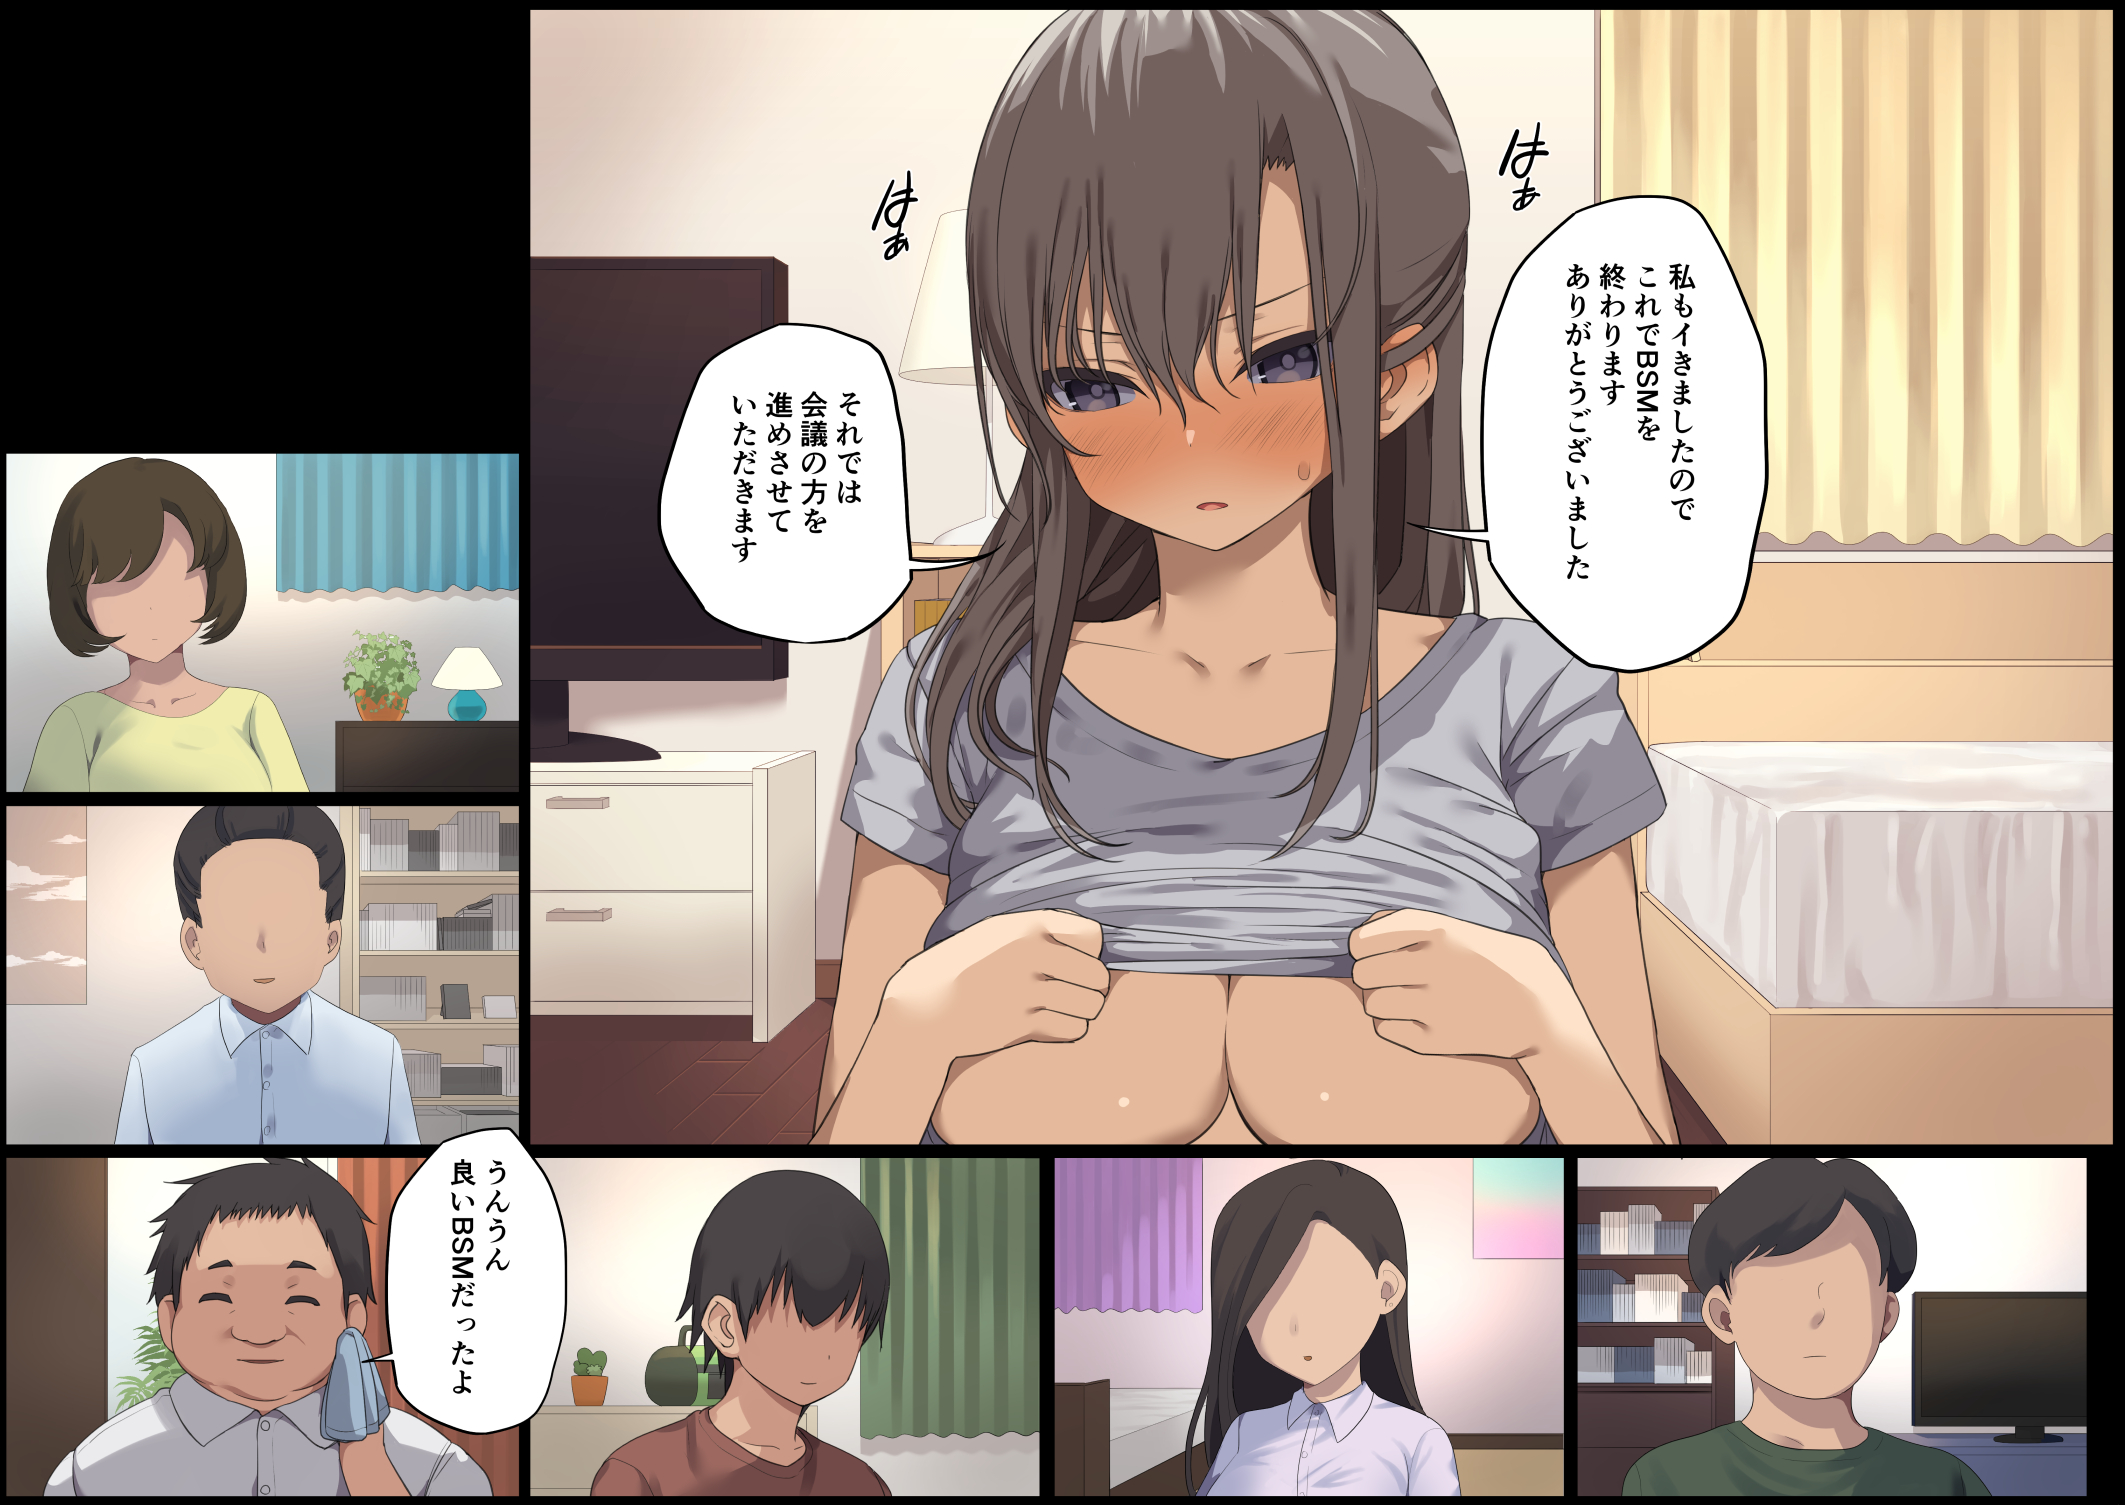 はぁ
私もイきましたので
これでBSMを
終わります
ありがとうございました
はぁ
それでは
会議の方を
進めさせて
いただきます
うんうん
良いBSMだったよ